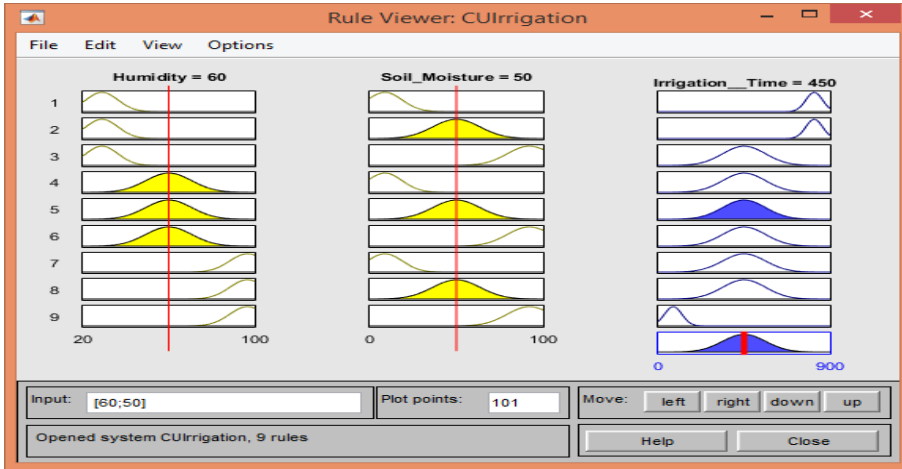 Rule Viewer: CUIrrigation
File Edit View Options
Humidity = 60 Soil_Moisture = 50 Irrigation__Time = 450
1
2
3
4
5
6
7
8
9
20 100 0 100
0 900
Input: [60;50] Plot points: 101 Move: left right down up
Opened system CUIrrigation, 9 rules Help Close